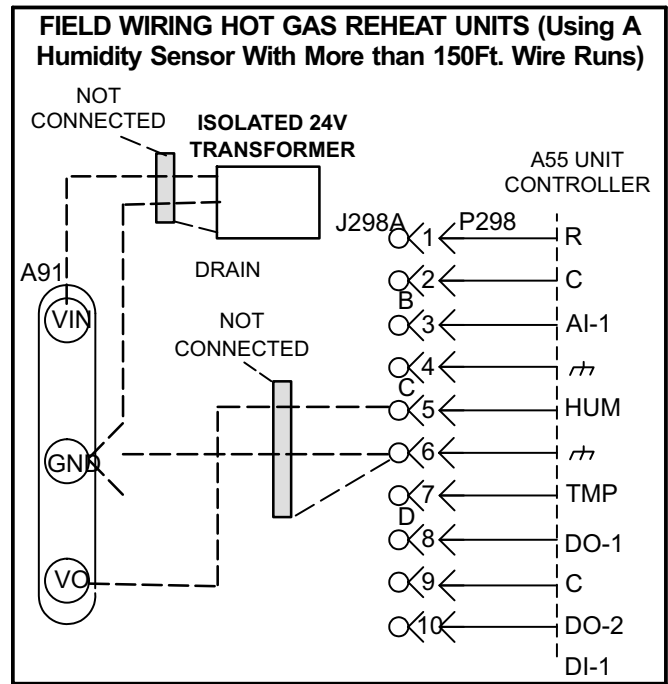 FIELD WIRING HOT GAS REHEAT UNITS (Using A
Humidity Sensor With More than 150Ft. Wire Runs)
NOT
CONNECTED
ISOLATED 24V
TRANSFORMER
A55 UNIT
CONTROLLER
J298A
P298
1
R
A91
DRAIN
2
C
B
VIN
3
AI-1
NOT
CONNECTED
4
C
5
HUM
GND
6
7
TMP
D
8
DO-1
VO
9
C
10
DO-2
DI-1